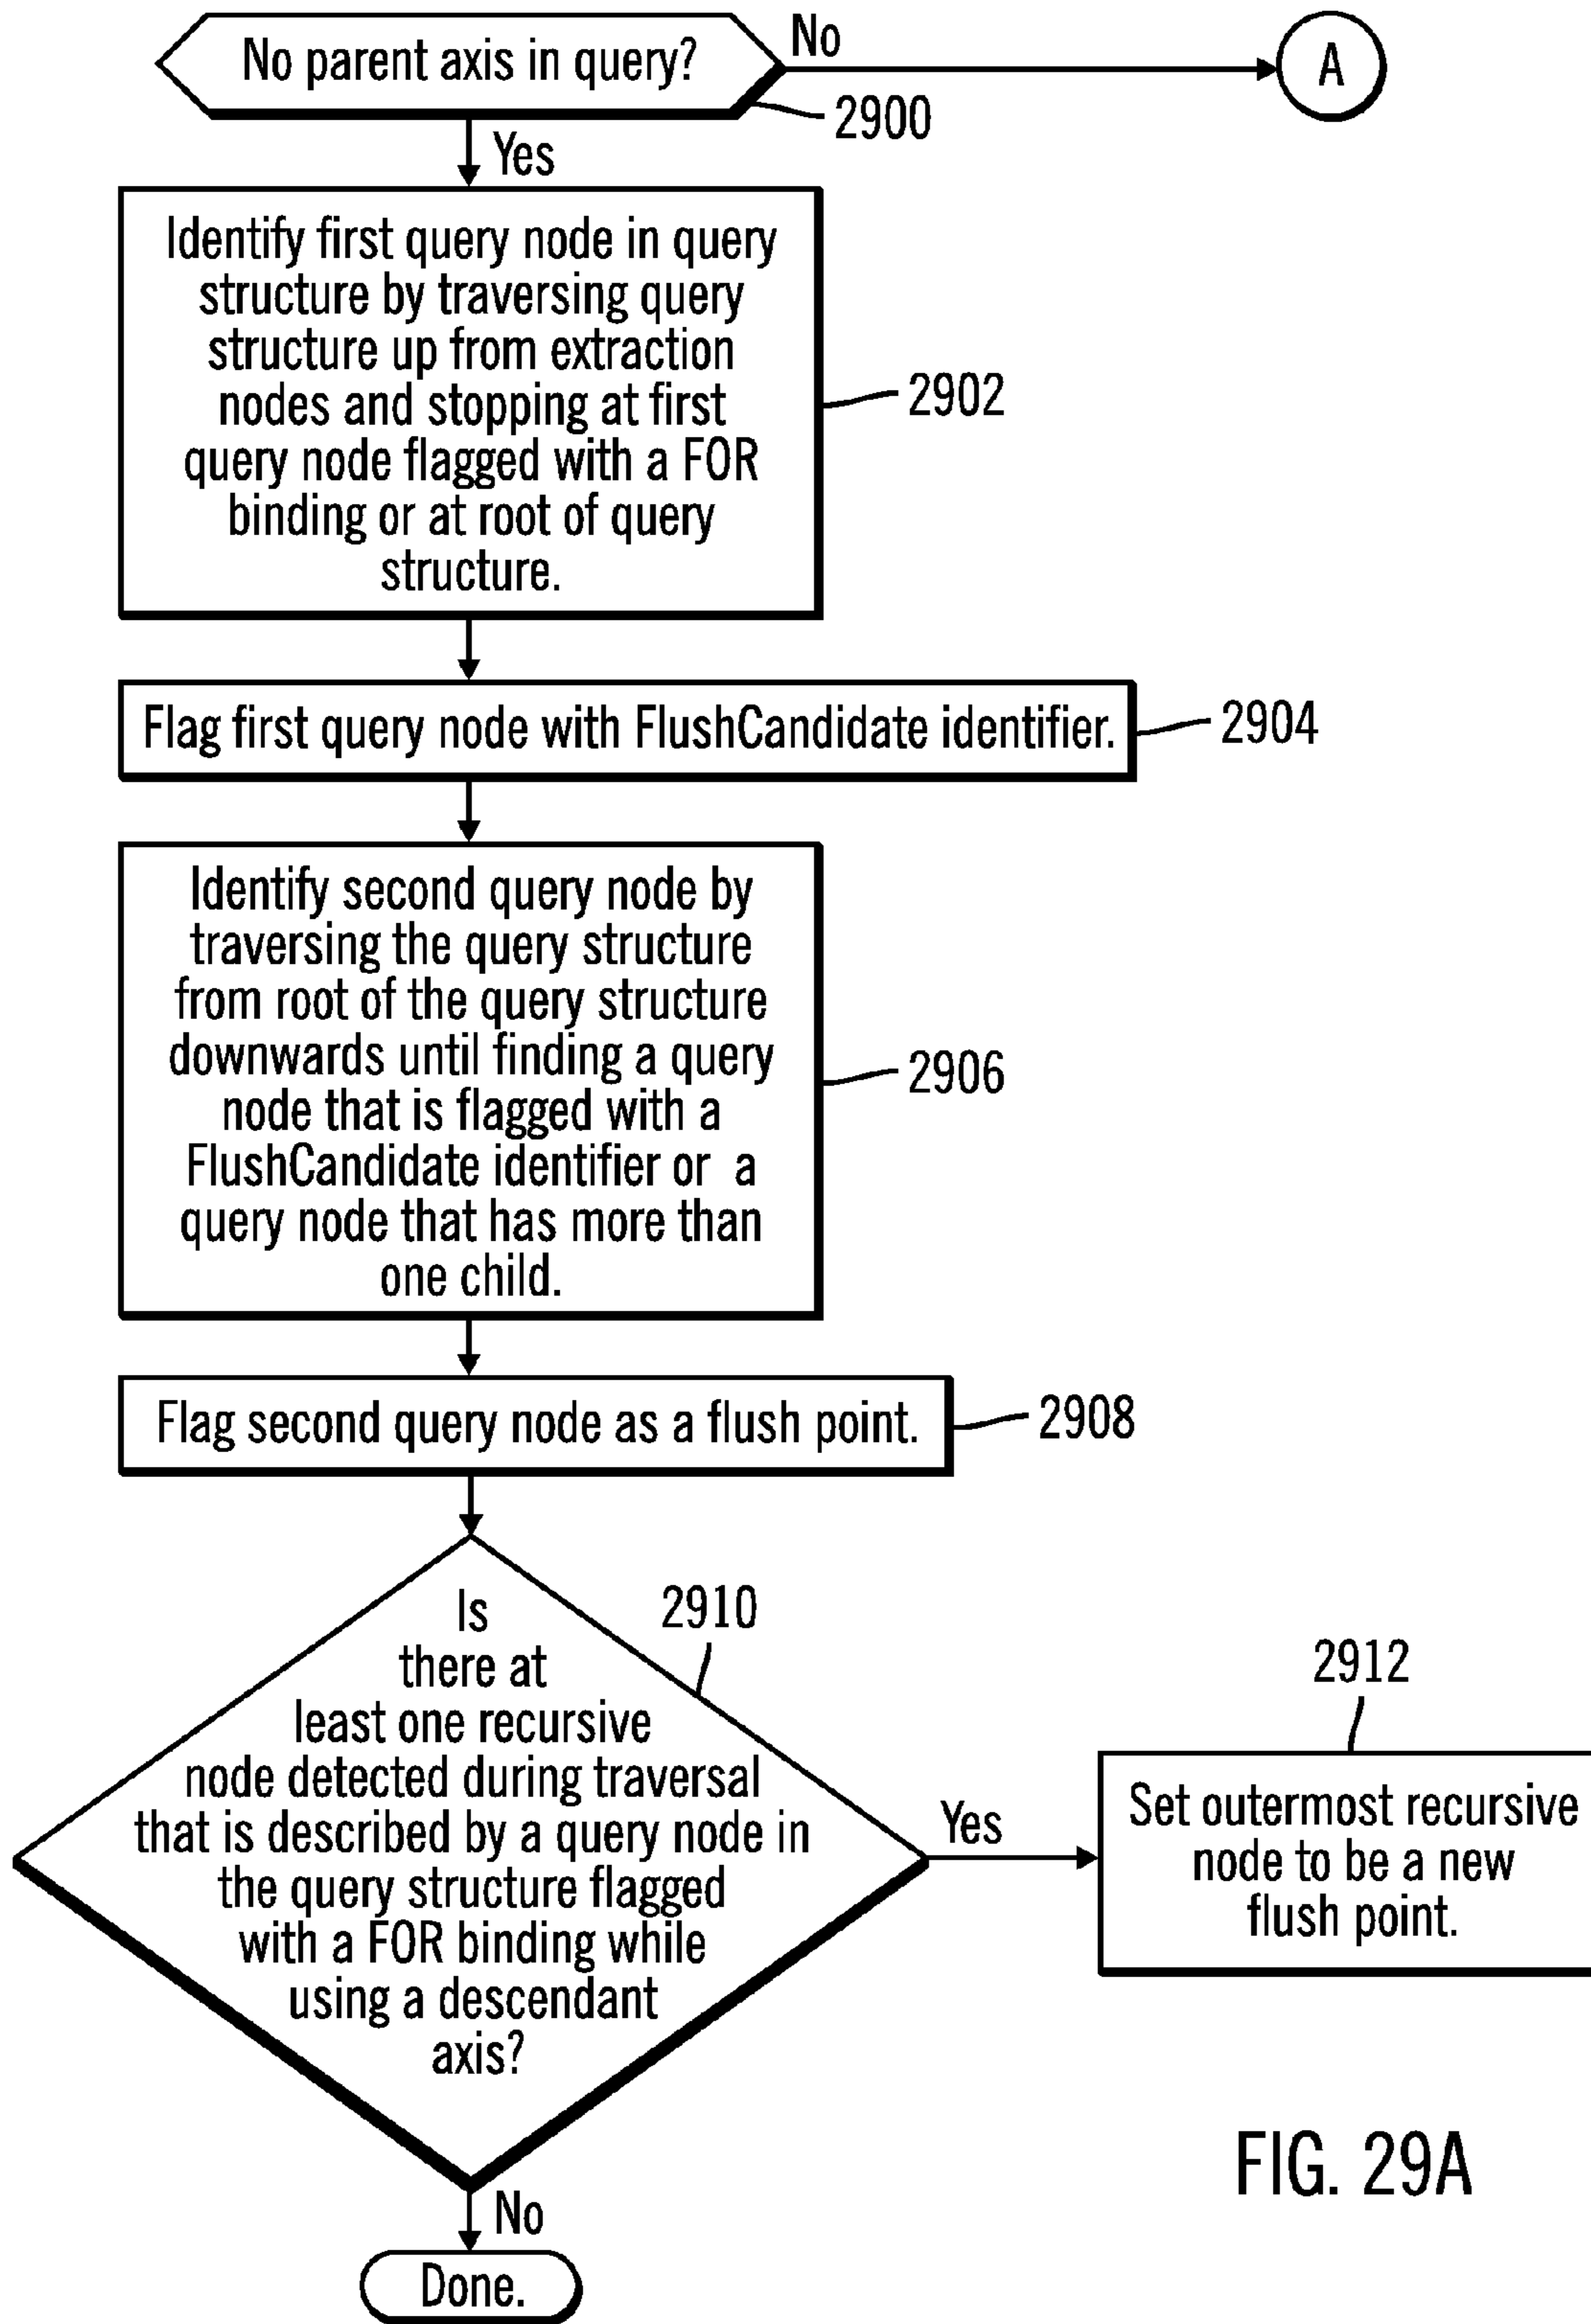 No parent axis in query?
No
A
2900
Yes
Identify first query node in query
structure by traversing query
structure up from extraction
nodes and stopping at first
query node flagged with a FOR
binding or at root of query
structure.
2902
Flag first query node with FlushCandidate identifier.
2904
Identify second query node by
traversing the query structure
from root of the query structure
downwards until finding a query
node that is flagged with a
FlushCandidate identifier or a
query node that has more than
one child.
2906
Flag second query node as a flush point.
2908
Is
there at
least one recursive
node detected during traversal
that is described by a query node in
the query structure flagged
with a FOR binding while
using a descendant
axis?
2910
Yes
2912
Set outermost recursive
node to be a new
flush point.
No
Done.
FIG. 29A